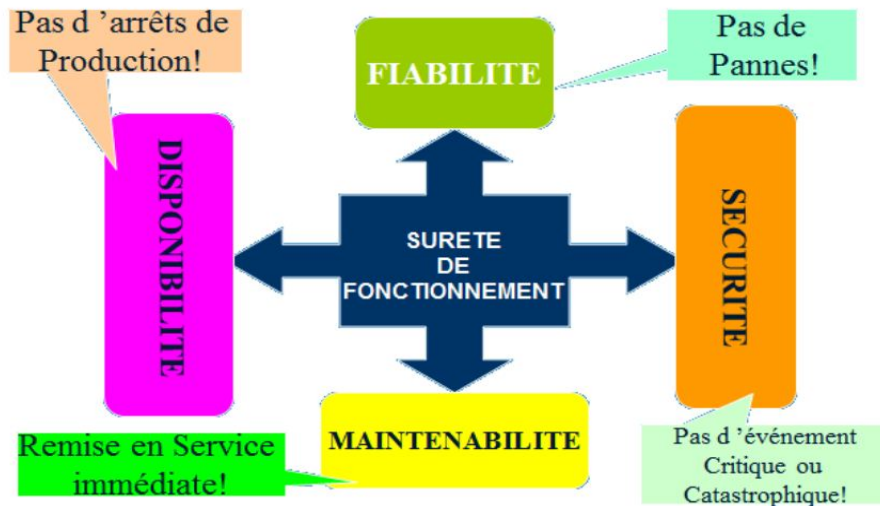 Pas d ’arrêts de
Production!
FIABILITE
Pas de
Pannes!
DISPONIBILITE
SURETE
DE
FONCTIONNEMENT
SECURITE
Remise en Service
immédiate!
MAINTENABILITE
Pas d ’événement
Critique ou
Catastrophique!